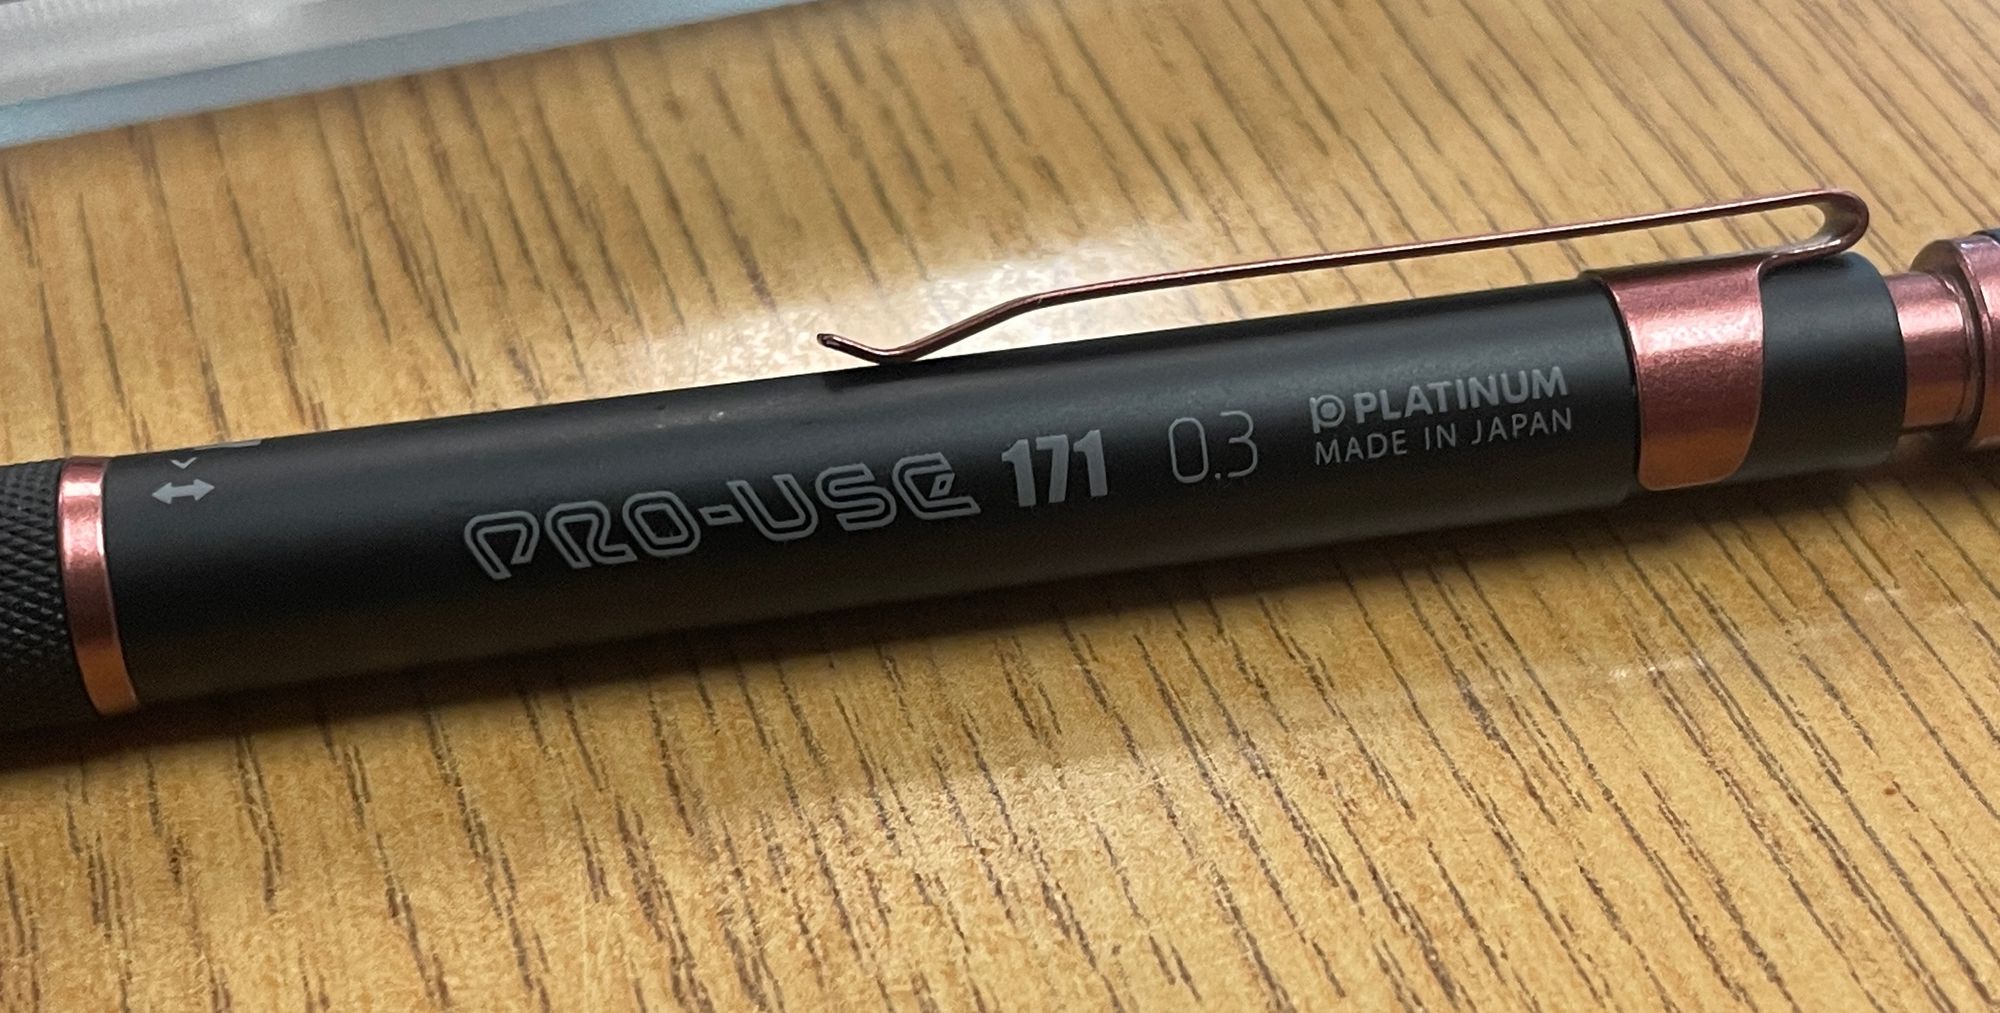 PRO-USE 171 0.3 PLATINUM
MADE IN JAPAN